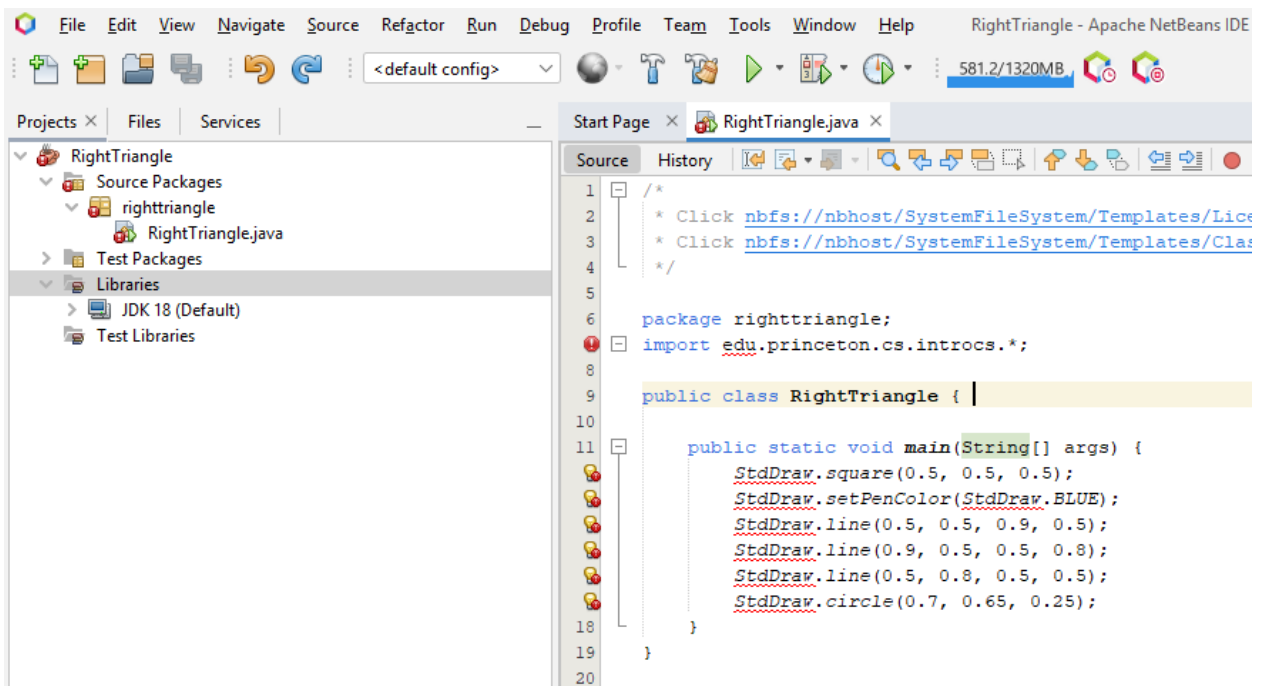 File Edit View Navigate Source Refactor Run Debug Profile Team Tools Window Help RightTriangle - Apache NetBeans IDE
<default config> 581.2/1320MB
Projects Files Services
RightTriangle
Source Packages
righttriangle
RightTriangle.java
Test Packages
Libraries
JDK 18 (Default)
Test Libraries
Start Page RightTriangle.java
Source History
1 /*
2 * Click nbfs://nbhost/SystemFileSystem/Templates/Lice
3 * Click nbfs://nbhost/SystemFileSystem/Templates/Clas
4 */
5
6 package righttriangle;
import edu.princeton.cs.introcs.*;
8
9 public class RightTriangle {
10
11 public static void main(String[] args) {
StdDraw.square(0.5, 0.5, 0.5);
StdDraw.setPenColor(StdDraw.BLUE);
StdDraw.line(0.5, 0.5, 0.9, 0.5);
StdDraw.line(0.9, 0.5, 0.5, 0.8);
StdDraw.line(0.5, 0.8, 0.5, 0.5);
StdDraw.circle(0.7, 0.65, 0.25);
18 }
19 }
20